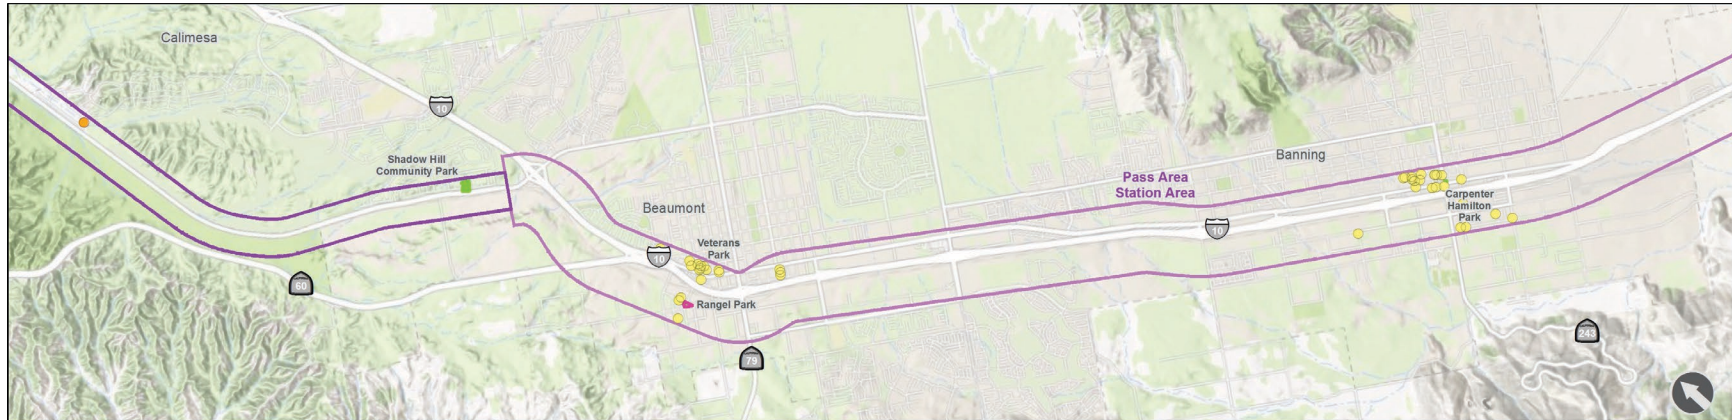 Calimesa
10
Shadow Hill
Community Park
Banning
Pass Area
Station Area
Beaumont
Carpenter
Hamilton
Park
10
Veterans
Park
10
60
Rangel Park
79
243